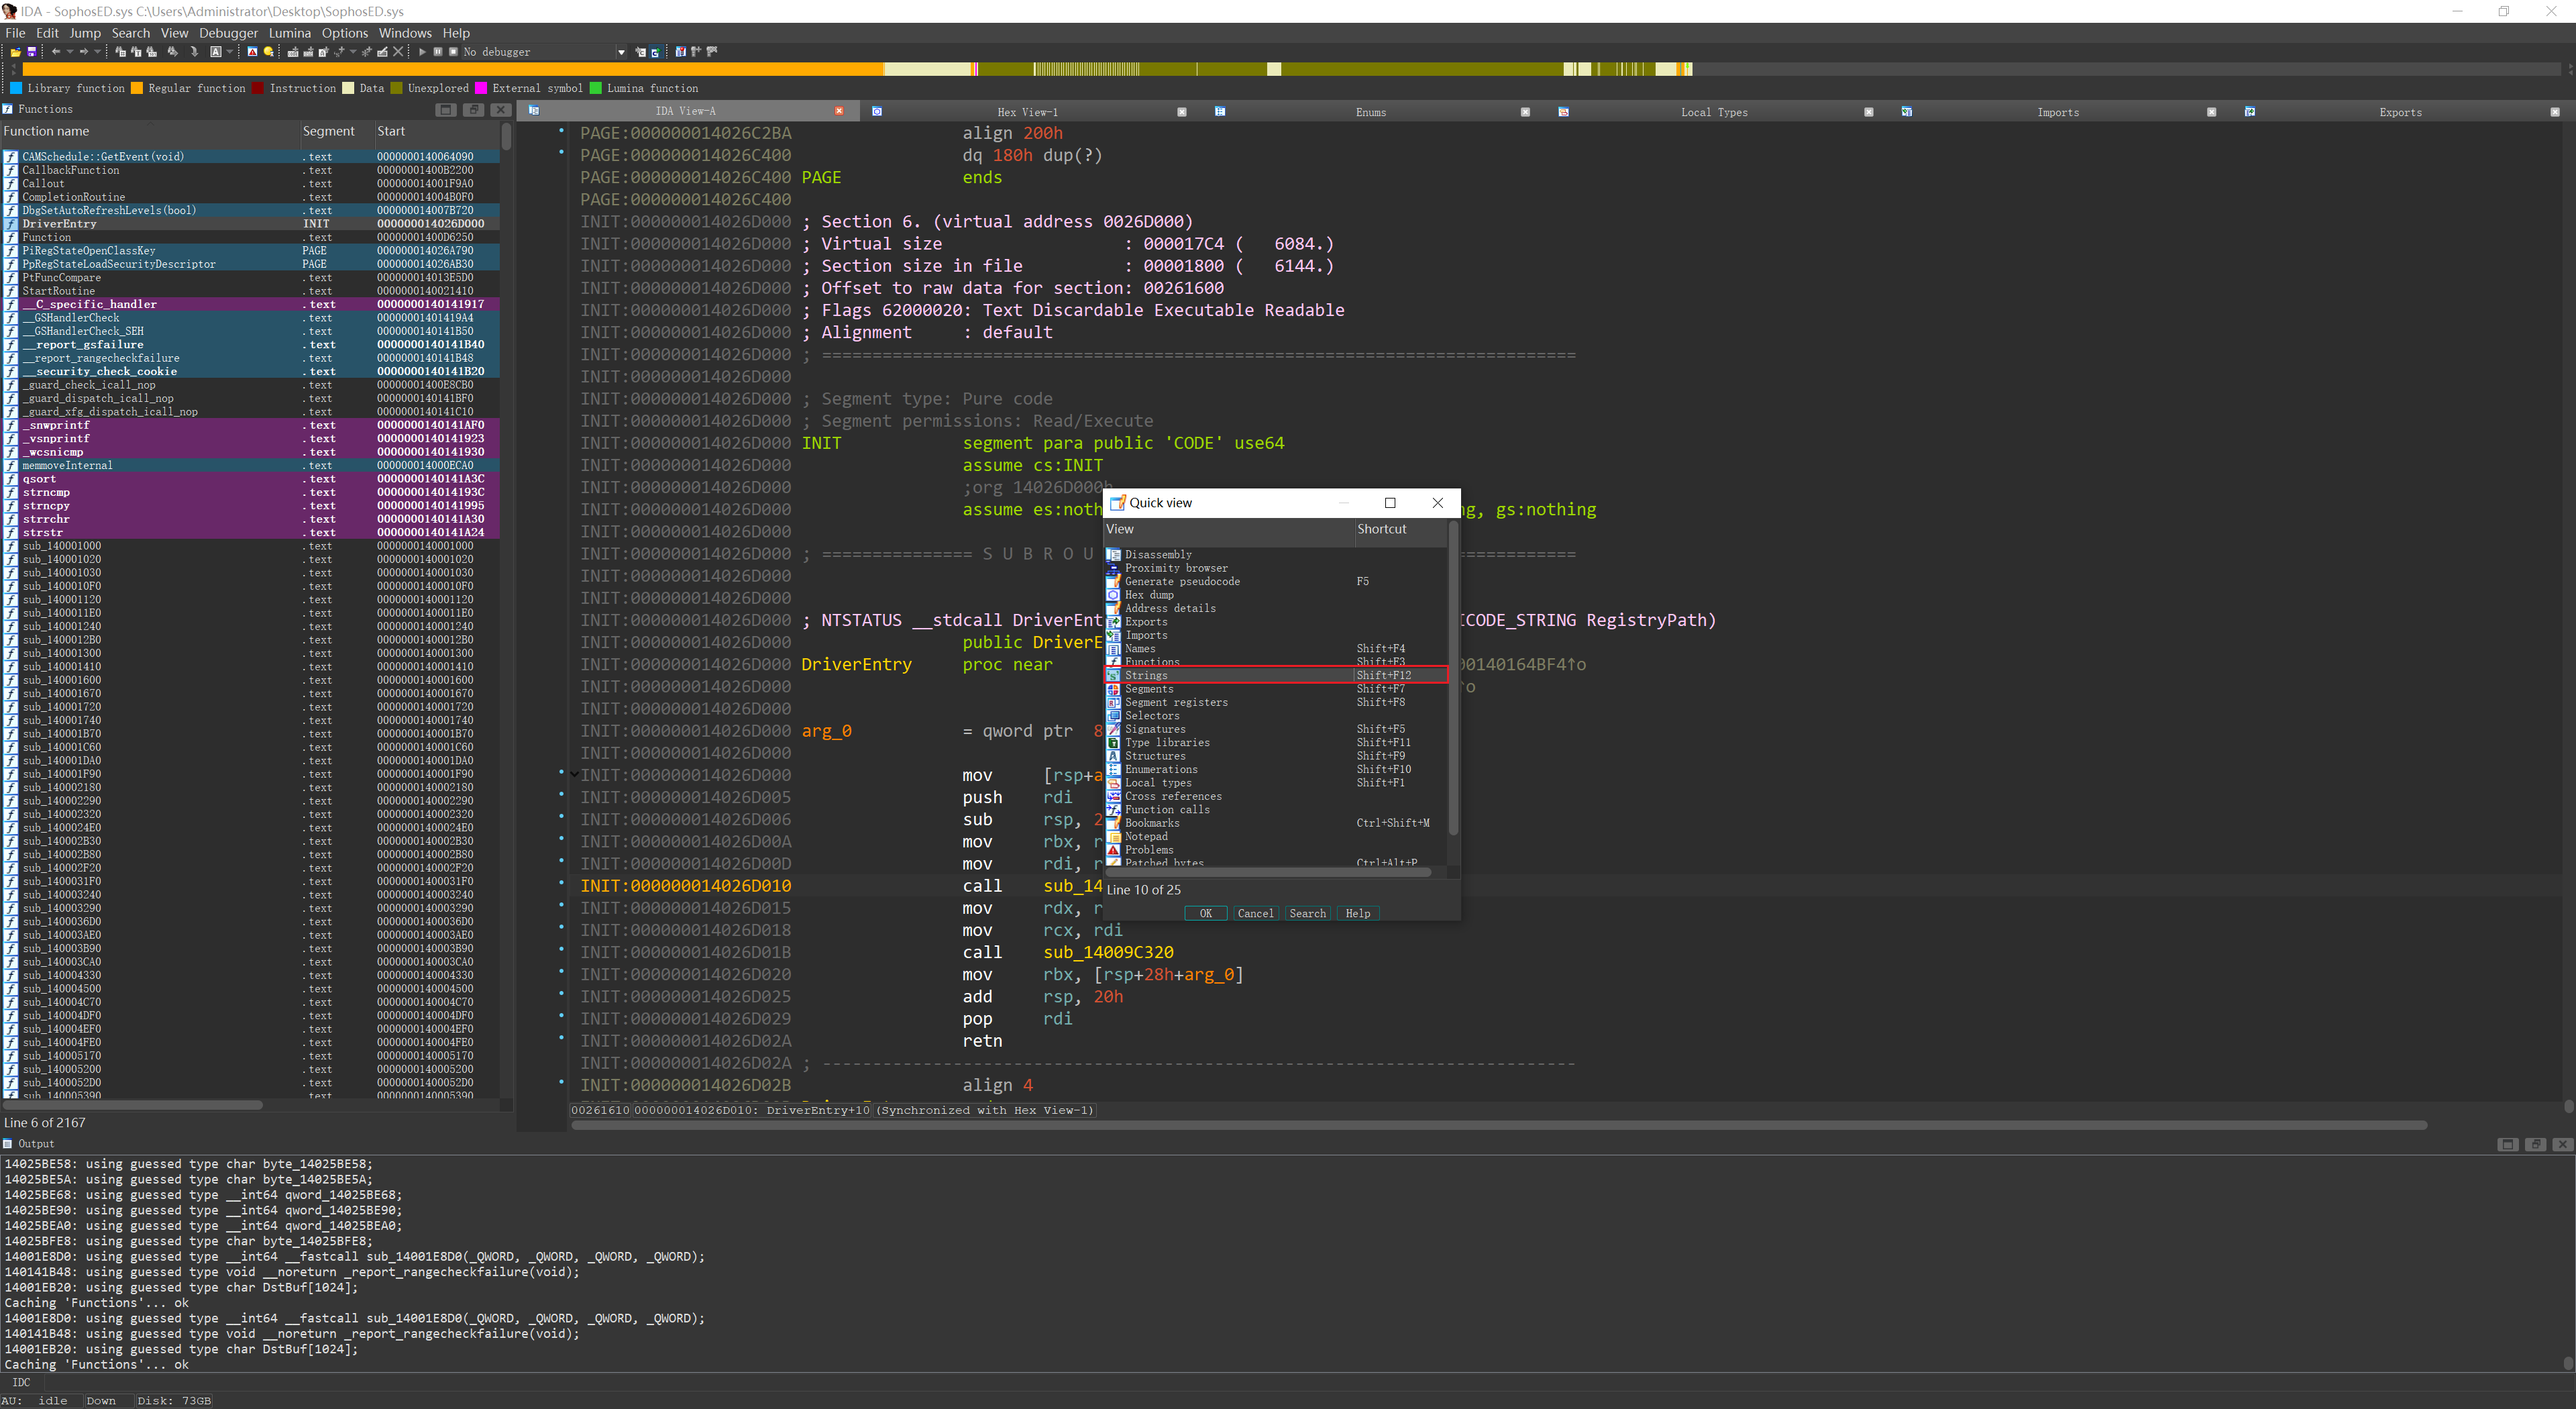 IDA - SophosED.sys C:\Users\Administrator\Desktop\SophosED.sys
File Edit Jump Search View Debugger Lumina Options Windows Help
No debugger
Library function Regular function Instruction Data Unexplored External symbol Lumina function
Functions
Function name Segment Start
CAMSchedule::GetEvent(void) .text 0000000140064090
CallbackFunction .text 00000001400B2200
Callout .text 000000014001F9A0
CompletionRoutine .text 000000014004B0F0
DbgSetAutoRefreshLevels(bool) .text 000000014007B720
DriverEntry INIT 000000014026D000
Function .text 00000001400D6250
PiRegStateOpenClassKey PAGE 000000014026A790
PpRegStateLoadSecurityDescriptor PAGE 000000014026AB30
PtFuncCompare .text 000000014013E5D0
StartRoutine .text 0000000140021410
__C_specific_handler .text 0000000140141917
__GSHandlerCheck .text 00000001401419A4
__GSHandlerCheck_SEH .text 0000000140141B50
__report_gsfailure .text 0000000140141B40
__report_rangecheckfailure .text 0000000140141B48
__security_check_cookie .text 0000000140141B20
_guard_check_icall_nop .text 00000001400E8CB0
_guard_dispatch_icall_nop .text 0000000140141BF0
_guard_xfg_dispatch_icall_nop .text 0000000140141C10
_snwprintf .text 0000000140141AF0
_vsnprintf .text 0000000140141923
_wcsnicmp .text 0000000140141930
memmoveInternal .text 000000014000ECA0
qsort .text 0000000140141A3C
strncmp .text 000000014014193C
strncpy .text 0000000140141995
strrchr .text 0000000140141A30
strstr .text 0000000140141A24
sub_140001000 .text 0000000140001000
sub_140001020 .text 0000000140001020
sub_140001030 .text 0000000140001030
sub_1400010F0 .text 00000001400010F0
sub_140001120 .text 0000000140001120
sub_1400011E0 .text 00000001400011E0
sub_140001240 .text 0000000140001240
sub_1400012B0 .text 00000001400012B0
sub_140001300 .text 0000000140001300
sub_140001410 .text 0000000140001410
sub_140001600 .text 0000000140001600
sub_140001670 .text 0000000140001670
sub_140001720 .text 0000000140001720
sub_140001740 .text 0000000140001740
sub_140001B70 .text 0000000140001B70
sub_140001C60 .text 0000000140001C60
sub_140001DA0 .text 0000000140001DA0
sub_140001F90 .text 0000000140001F90
sub_140002180 .text 0000000140002180
sub_140002290 .text 0000000140002290
sub_140002320 .text 0000000140002320
sub_1400024E0 .text 00000001400024E0
sub_140002B30 .text 0000000140002B30
sub_140002B80 .text 0000000140002B80
sub_140002F20 .text 0000000140002F20
sub_1400031F0 .text 00000001400031F0
sub_140003240 .text 0000000140003240
sub_140003290 .text 0000000140003290
sub_1400036D0 .text 00000001400036D0
sub_140003AE0 .text 0000000140003AE0
sub_140003B90 .text 0000000140003B90
sub_140003CA0 .text 0000000140003CA0
sub_140004330 .text 0000000140004330
sub_140004500 .text 0000000140004500
sub_140004C70 .text 0000000140004C70
sub_140004DF0 .text 0000000140004DF0
sub_140004EF0 .text 0000000140004EF0
sub_140004FE0 .text 0000000140004FE0
sub_140005170 .text 0000000140005170
sub_140005200 .text 0000000140005200
sub_1400052D0 .text 00000001400052D0
sub_140005390 .text 0000000140005390
Line 6 of 2167
IDA View-A Hex View-1 Enums Local Types Imports Exports
PAGE:000000014026C2BA align 200h
PAGE:000000014026C400 dq 180h dup(?)
PAGE:000000014026C400 PAGE ends
PAGE:000000014026C400
INIT:000000014026D000 ; Section 6. (virtual address 0026D000)
INIT:000000014026D000 ; Virtual size : 000017C4 ( 6084.)
INIT:000000014026D000 ; Section size in file : 00001800 ( 6144.)
INIT:000000014026D000 ; Offset to raw data for section: 00261600
INIT:000000014026D000 ; Flags 62000020: Text Discardable Executable Readable
INIT:000000014026D000 ; Alignment : default
INIT:000000014026D000 ; ===========================================================================
INIT:000000014026D000
INIT:000000014026D000 ; Segment type: Pure code
INIT:000000014026D000 ; Segment permissions: Read/Execute
INIT:000000014026D000 INIT segment para public 'CODE' use64
INIT:000000014026D000 assume cs:INIT
INIT:000000014026D000 ;org 14026D000h
INIT:000000014026D000 assume es:noth ng, gs:nothing
INIT:000000014026D000
INIT:000000014026D000 ; =============== S U B R O U ===========
INIT:000000014026D000
INIT:000000014026D000
INIT:000000014026D000 ; NTSTATUS __stdcall DriverEnt ICODE_STRING RegistryPath)
INIT:000000014026D000 public DriverE
INIT:000000014026D000 DriverEntry proc near 00140164BF4↑o
INIT:000000014026D000 ↑o
INIT:000000014026D000
INIT:000000014026D000 arg_0 = qword ptr 8
INIT:000000014026D000
INIT:000000014026D000 mov [rsp+a
INIT:000000014026D005 push rdi
INIT:000000014026D006 sub rsp, 2
INIT:000000014026D00A mov rbx, r
INIT:000000014026D00D mov rdi, r
INIT:000000014026D010 call sub_14
INIT:000000014026D015 mov rdx, r
INIT:000000014026D018 mov rcx, rdi
INIT:000000014026D01B call sub_14009C320
INIT:000000014026D020 mov rbx, [rsp+28h+arg_0]
INIT:000000014026D025 add rsp, 20h
INIT:000000014026D029 pop rdi
INIT:000000014026D02A retn
INIT:000000014026D02A ; ---------------------------------------------------------------------------
INIT:000000014026D02B align 4
00261610 000000014026D010: DriverEntry+10 (Synchronized with Hex View-1)
Quick view
View Shortcut
Disassembly
Proximity browser
Generate pseudocode F5
Hex dump
Address details
Exports
Imports
Names Shift+F4
Functions Shift+F3
Strings Shift+F12
Segments Shift+F7
Segment registers Shift+F8
Selectors
Signatures Shift+F5
Type libraries Shift+F11
Structures Shift+F9
Enumerations Shift+F10
Local types Shift+F1
Cross references
Function calls
Bookmarks Ctrl+Shift+M
Notepad
Problems
Patched bytes Ctrl+Alt+P
Line 10 of 25
OK Cancel Search Help
Output
14025BE58: using guessed type char byte_14025BE58;
14025BE5A: using guessed type char byte_14025BE5A;
14025BE68: using guessed type __int64 qword_14025BE68;
14025BE90: using guessed type __int64 qword_14025BE90;
14025BEA0: using guessed type __int64 qword_14025BEA0;
14025BFE8: using guessed type char byte_14025BFE8;
14001E8D0: using guessed type __int64 __fastcall sub_14001E8D0(_QWORD, _QWORD, _QWORD, _QWORD);
140141B48: using guessed type void __noreturn _report_rangecheckfailure(void);
14001EB20: using guessed type char DstBuf[1024];
Caching 'Functions'... ok
14001E8D0: using guessed type __int64 __fastcall sub_14001E8D0(_QWORD, _QWORD, _QWORD, _QWORD);
140141B48: using guessed type void __noreturn _report_rangecheckfailure(void);
14001EB20: using guessed type char DstBuf[1024];
Caching 'Functions'... ok
IDC
AU: idle Down Disk: 73GB